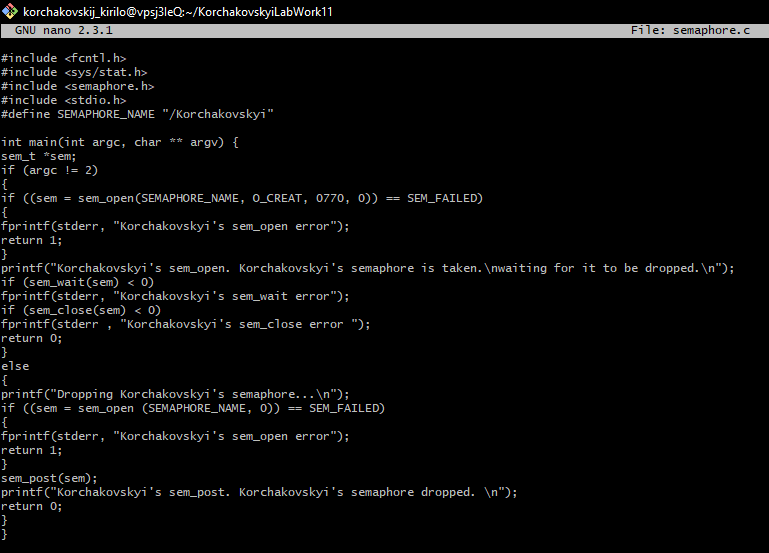 korchakovskij_kirilo@vpsj3IeQ:~/KorchakovskyiLabWork11
GNU nano 2.3.1 File: semaphore.c
#include <fcntl.h>
#include <sys/stat.h>
#include <semaphore.h>
#include <stdio.h>
#define SEMAPHORE_NAME "/Korchakovskyi"
int main(int argc, char ** argv) {
sem_t *sem;
if (argc != 2)
{
if ((sem = sem_open(SEMAPHORE_NAME, O_CREAT, 0770, 0)) == SEM_FAILED)
{
fprintf(stderr, "Korchakovskyi's sem_open error");
return 1;
}
printf("Korchakovskyi's sem_open. Korchakovskyi's semaphore is taken.\nwaiting for it to be dropped.\n");
if (sem_wait(sem) < 0)
fprintf(stderr, "Korchakovskyi's sem_wait error");
if (sem_close(sem) < 0)
fprintf(stderr , "Korchakovskyi's sem_close error ");
return 0;
}
else
{
printf("Dropping Korchakovskyi's semaphore...\n");
if ((sem = sem_open (SEMAPHORE_NAME, 0)) == SEM_FAILED)
{
fprintf(stderr, "Korchakovskyi's sem_open error");
return 1;
}
sem_post(sem);
printf("Korchakovskyi's sem_post. Korchakovskyi's semaphore dropped. \n");
return 0;
}
}